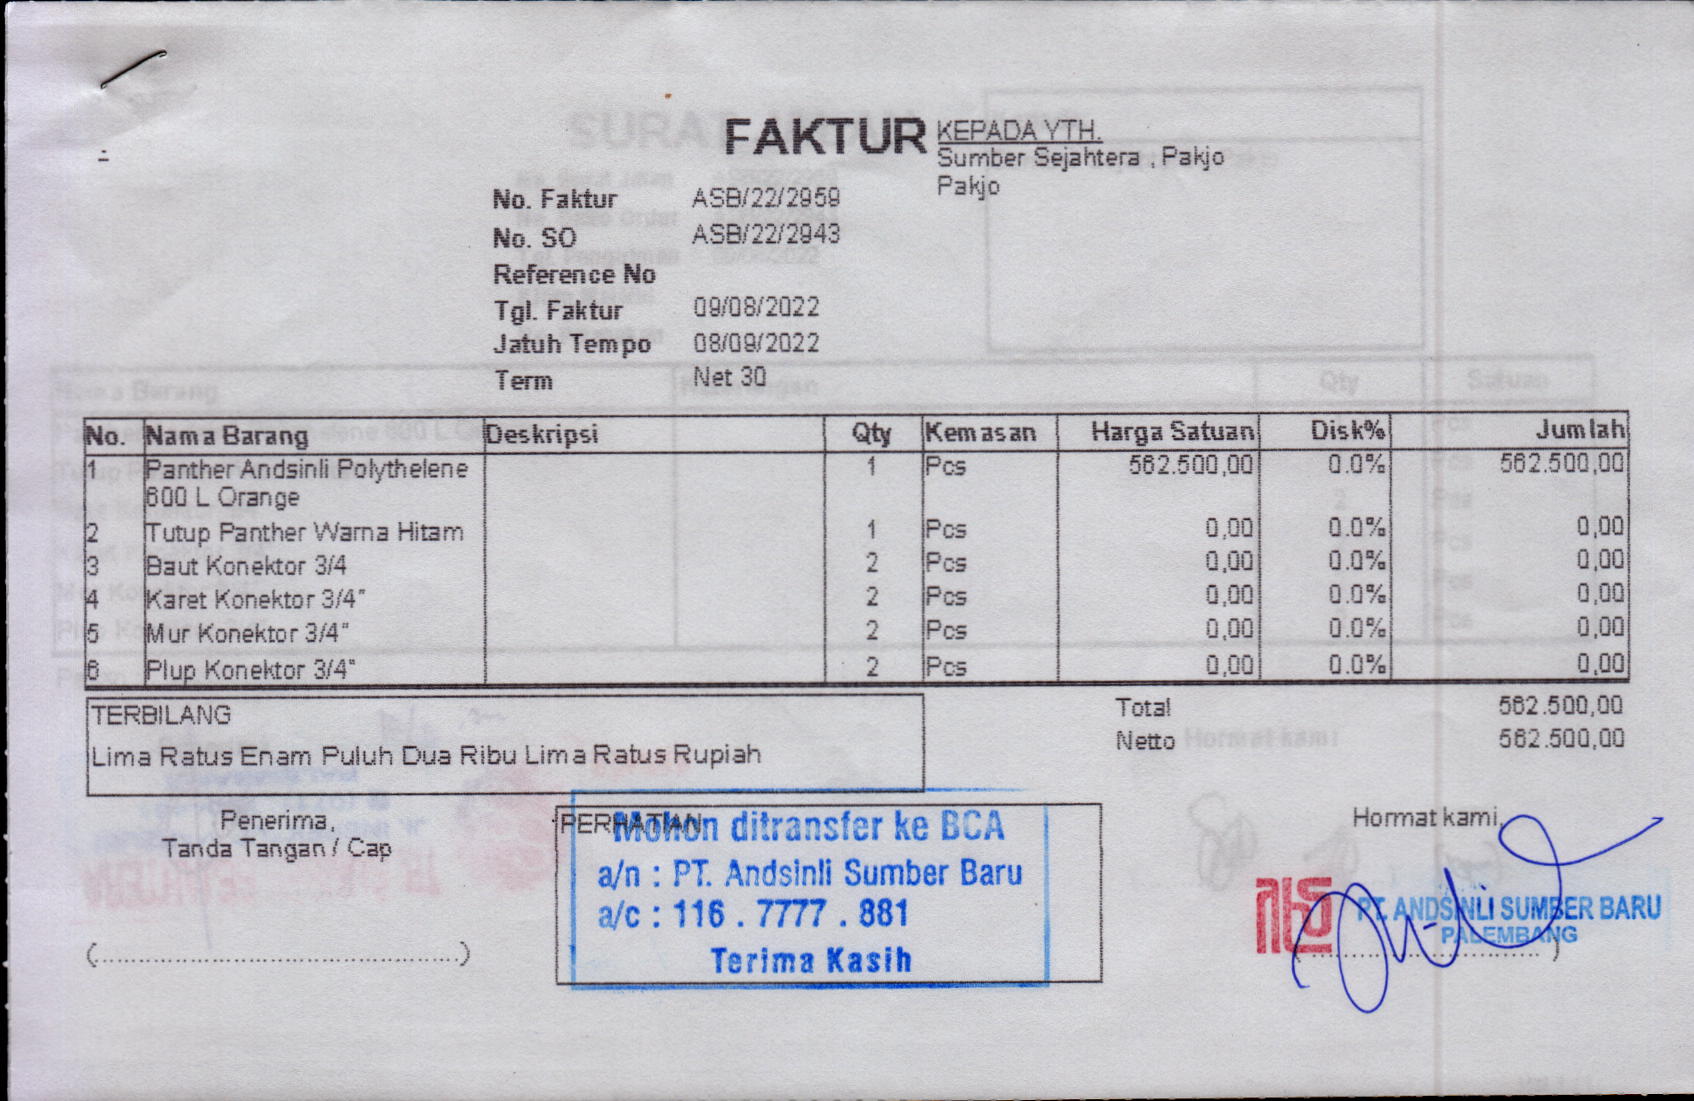 FAKTUR
KEPADA YTH.
Sumber Sejahtera , Pakjo
Pakjo
No. Faktur ASB/22/2959
No. SO ASB/22/2943
Reference No
Tgl. Faktur 09/08/2022
Jatuh Tempo 08/09/2022
Term Net 30
No. Nama Barang Deskripsi Qty Kemasan Harga Satuan Disk% Jumlah
1 Panther Andsinli Polythelene 1 Pcs 562.500,00 0.0% 562.500,00
600 L Orange
2 Tutup Panther Warna Hitam 1 Pcs 0,00 0.0% 0,00
3 Baut Konektor 3/4 2 Pcs 0,00 0.0% 0,00
4 Karet Konektor 3/4" 2 Pcs 0,00 0.0% 0,00
5 Mur Konektor 3/4" 2 Pcs 0,00 0.0% 0,00
6 Plup Konektor 3/4" 2 Pcs 0,00 0.0% 0,00
TERBILANG
Lima Ratus Enam Puluh Dua Ribu Lima Ratus Rupiah
Total 562.500,00
Netto 562.500,00
Penerima,
Tanda Tangan / Cap
(..................................................)
PERHATIAN
Mohon ditransfer ke BCA
a/n : PT. Andsinli Sumber Baru
a/c : 116 . 7777 . 881
Terima Kasih
Hormat kami,
PT. ANDSINLI SUMBER BARU
PALEMBANG